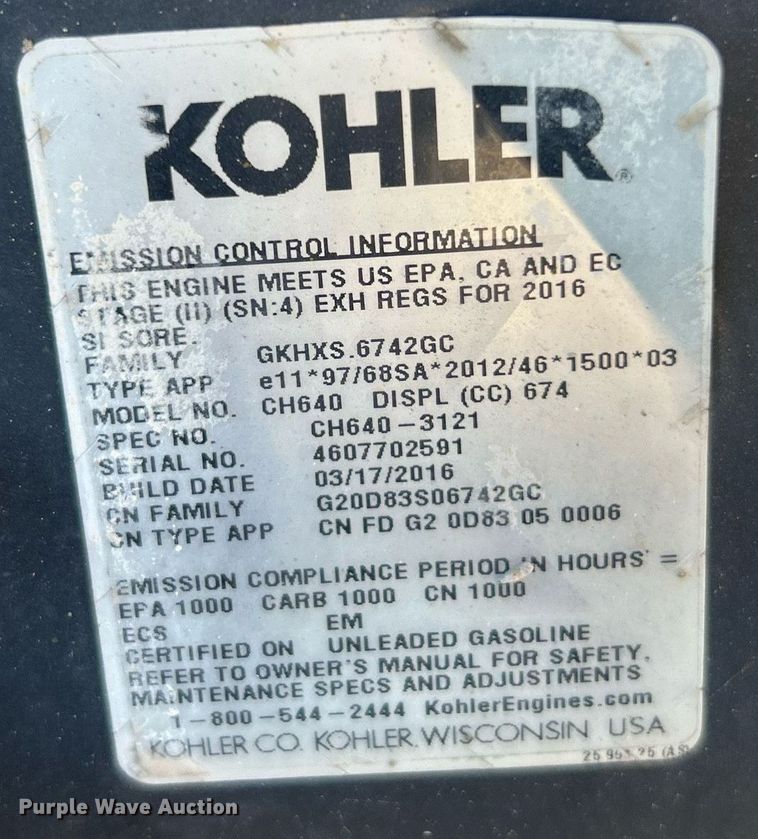 KOHLER®
EMISSION CONTROL INFORMATION
THIS ENGINE MEETS US EPA, CA AND EC
STAGE (II) (SN:4) EXH REGS FOR 2016
SI SORE.
FAMILY GKHXS.6742GC
TYPE APP e11*97/68SA*2012/46*1500*03
MODEL NO. CH640 DISPL (CC) 674
SPEC NO. CH640-3121
SERIAL NO. 4607702591
BUILD DATE 03/17/2016
CN FAMILY G20D83S06742GC
CN TYPE APP CN FD G2 0D83 05 0006
EMISSION COMPLIANCE PERIOD 'N HOURS' =
EPA 1000 CARB 1000 CN 1000
ECS EM
CERTIFIED ON UNLEADED GASOLINE
REFER TO OWNER'S MANUAL FOR SAFETY,
MAINTENANCE SPECS AND ADJUSTMENTS
1-800-544-2444 KohlerEngines.com
KOHLER CO. KOHLER, WISCONSIN USA
Purple Wave Auction